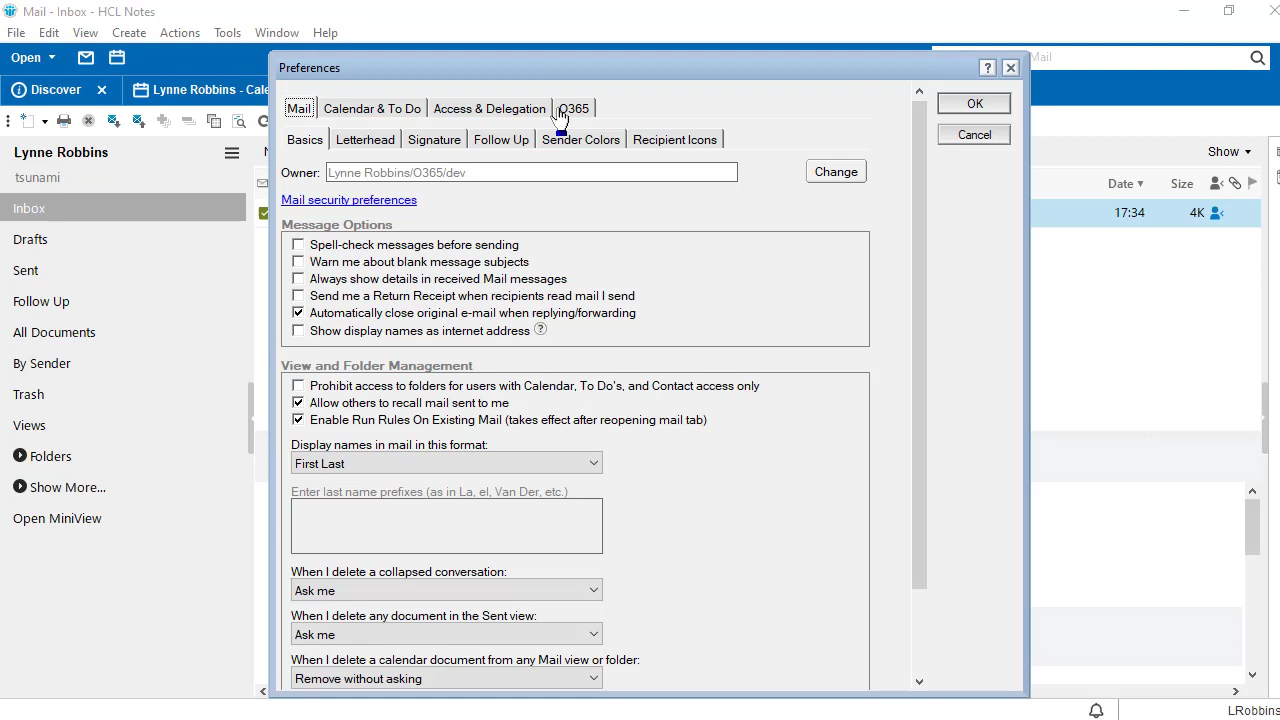 Mail - Inbox - HCL Notes
File Edit View Create Actions Tools Window Help
Open
Mail
Discover
Lynne Robbins - Cale
Preferences
Mail Calendar & To Do Access & Delegation O365
OK
Basics Letterhead Signature Follow Up Sender Colors Recipient Icons
Cancel
Lynne Robbins
tsunami
Show
Owner: Lynne Robbins/O365/dev Change
Date Size
Mail security preferences
Inbox
17:34 4K
Message Options
Drafts
Spell-check messages before sending
Warn me about blank message subjects
Sent
Always show details in received Mail messages
Follow Up
Send me a Return Receipt when recipients read mail I send
Automatically close original e-mail when replying/forwarding
All Documents
Show display names as internet address ?
By Sender
View and Folder Management
Prohibit access to folders for users with Calendar, To Do's, and Contact access only
Trash
Allow others to recall mail sent to me
Views
Enable Run Rules On Existing Mail (takes effect after reopening mail tab)
Folders
Display names in mail in this format:
First Last
Show More...
Enter last name prefixes (as in La, el, Van Der, etc.)
Open MiniView
When I delete a collapsed conversation:
Ask me
When I delete any document in the Sent view:
Ask me
When I delete a calendar document from any Mail view or folder:
Remove without asking
LRobbins